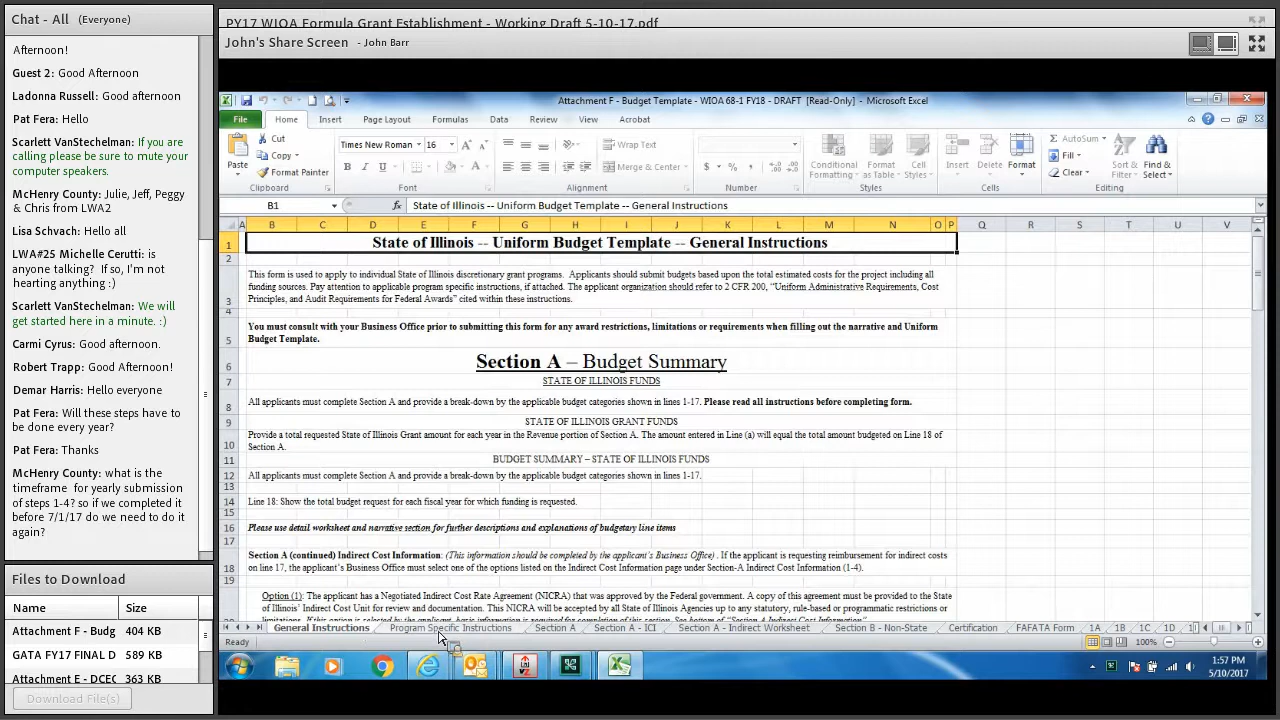 Chat - All (Everyone)
Afternoon!
Guest 2: Good Afternoon
Ladonna Russell: Good afternoon
Pat Fera: Hello
Scarlett VanStechelman: If you are
calling please be sure to mute your
computer speakers.
McHenry County: Julie, Jeff, Peggy
& Chris from LWA2
Lisa Schvach: Hello all
LWA#25 Michelle Cerutti: is
anyone talking? If so, I'm not
hearting anything :)
Scarlett VanStechelman: We will
get started here in a minute. :)
Carmi Cyrus: Good afternoon.
Robert Trapp: Good Afternoon!
Demar Harris: Hello everyone
Pat Fera: Will these steps have to
be done every year?
Pat Fera: Thanks
McHenry County: what is the
timeframe for yearly submission
of steps 1-4? so if we completed it
before 7/1/17 do we need to do it
again?
Files to Download
Name Size
Attachment F - Budg 404 KB
GATA FY17 FINAL D 589 KB
Attachment E - DCEC 363 KB
Download File(s)
PY17 WIOA Formula Grant Establishment - Working Draft 5-10-17.pdf
John's Share Screen - John Barr
Attachment F - Budget Template - WIOA 68-1 FY18 - DRAFT [Read-Only] - Microsoft Excel
File Home Insert Page Layout Formulas Data Review View Acrobat
Paste Cut Copy Format Painter Clipboard
Times New Roman 16 B I U A Font
Wrap Text Merge & Center Alignment
$ % , Number
Conditional Formatting Format as Table Cell Styles Styles
Insert Delete Format Cells
AutoSum Fill Clear Sort & Filter Find & Select Editing
B1 fx State of Illinois -- Uniform Budget Template -- General Instructions
A B C D E F G H I J K L M N O P Q R S T U V
1 State of Illinois -- Uniform Budget Template -- General Instructions
2
This form is used to apply to individual State of Illinois discretionary grant programs. Applicants should submit budgets based upon the total estimated costs for the project including all
funding sources. Pay attention to applicable program specific instructions, if attached. The applicant organization should refer to 2 CFR 200, “Uniform Administrative Requirements, Cost
3 Principles, and Audit Requirements for Federal Awards” cited within these instructions.
4
You must consult with your Business Office prior to submitting this form for any award restrictions, limitations or requirements when filling out the narrative and Uniform
5 Budget Template.
6 Section A – Budget Summary
7 STATE OF ILLINOIS FUNDS
8 All applicants must complete Section A and provide a break-down by the applicable budget categories shown in lines 1-17. Please read all instructions before completing form.
9 STATE OF ILLINOIS GRANT FUNDS
Provide a total requested State of Illinois Grant amount for each year in the Revenue portion of Section A. The amount entered in Line (a) will equal the total amount budgeted on Line 18 of
10 Section A.
11 BUDGET SUMMARY – STATE OF ILLINOIS FUNDS
12 All applicants must complete Section A and provide a break-down by the applicable budget categories shown in lines 1-17.
13
14 Line 18: Show the total budget request for each fiscal year for which funding is requested.
15
16 Please use detail worksheet and narrative section for further descriptions and explanations of budgetary line items
17
Section A (continued) Indirect Cost Information: (This information should be completed by the applicant's Business Office) . If the applicant is requesting reimbursement for indirect costs
18 on line 17, the applicant's Business Office must select one of the options listed on the Indirect Cost Information page under Section-A Indirect Cost Information (1-4).
19
Option (1): The applicant has a Negotiated Indirect Cost Rate Agreement (NICRA) that was approved by the Federal government. A copy of this agreement must be provided to the State
of Illinois' Indirect Cost Unit for review and documentation. This NICRA will be accepted by all State of Illinois Agencies up to any statutory, rule-based or programmatic restrictions or
General Instructions Program Specific Instructions Section A Section A - ICI Section A - Indirect Worksheet Section B - Non-State Certification FAFATA Form 1A 1B 1C 1D
Ready 100%
1:57 PM
5/10/2017